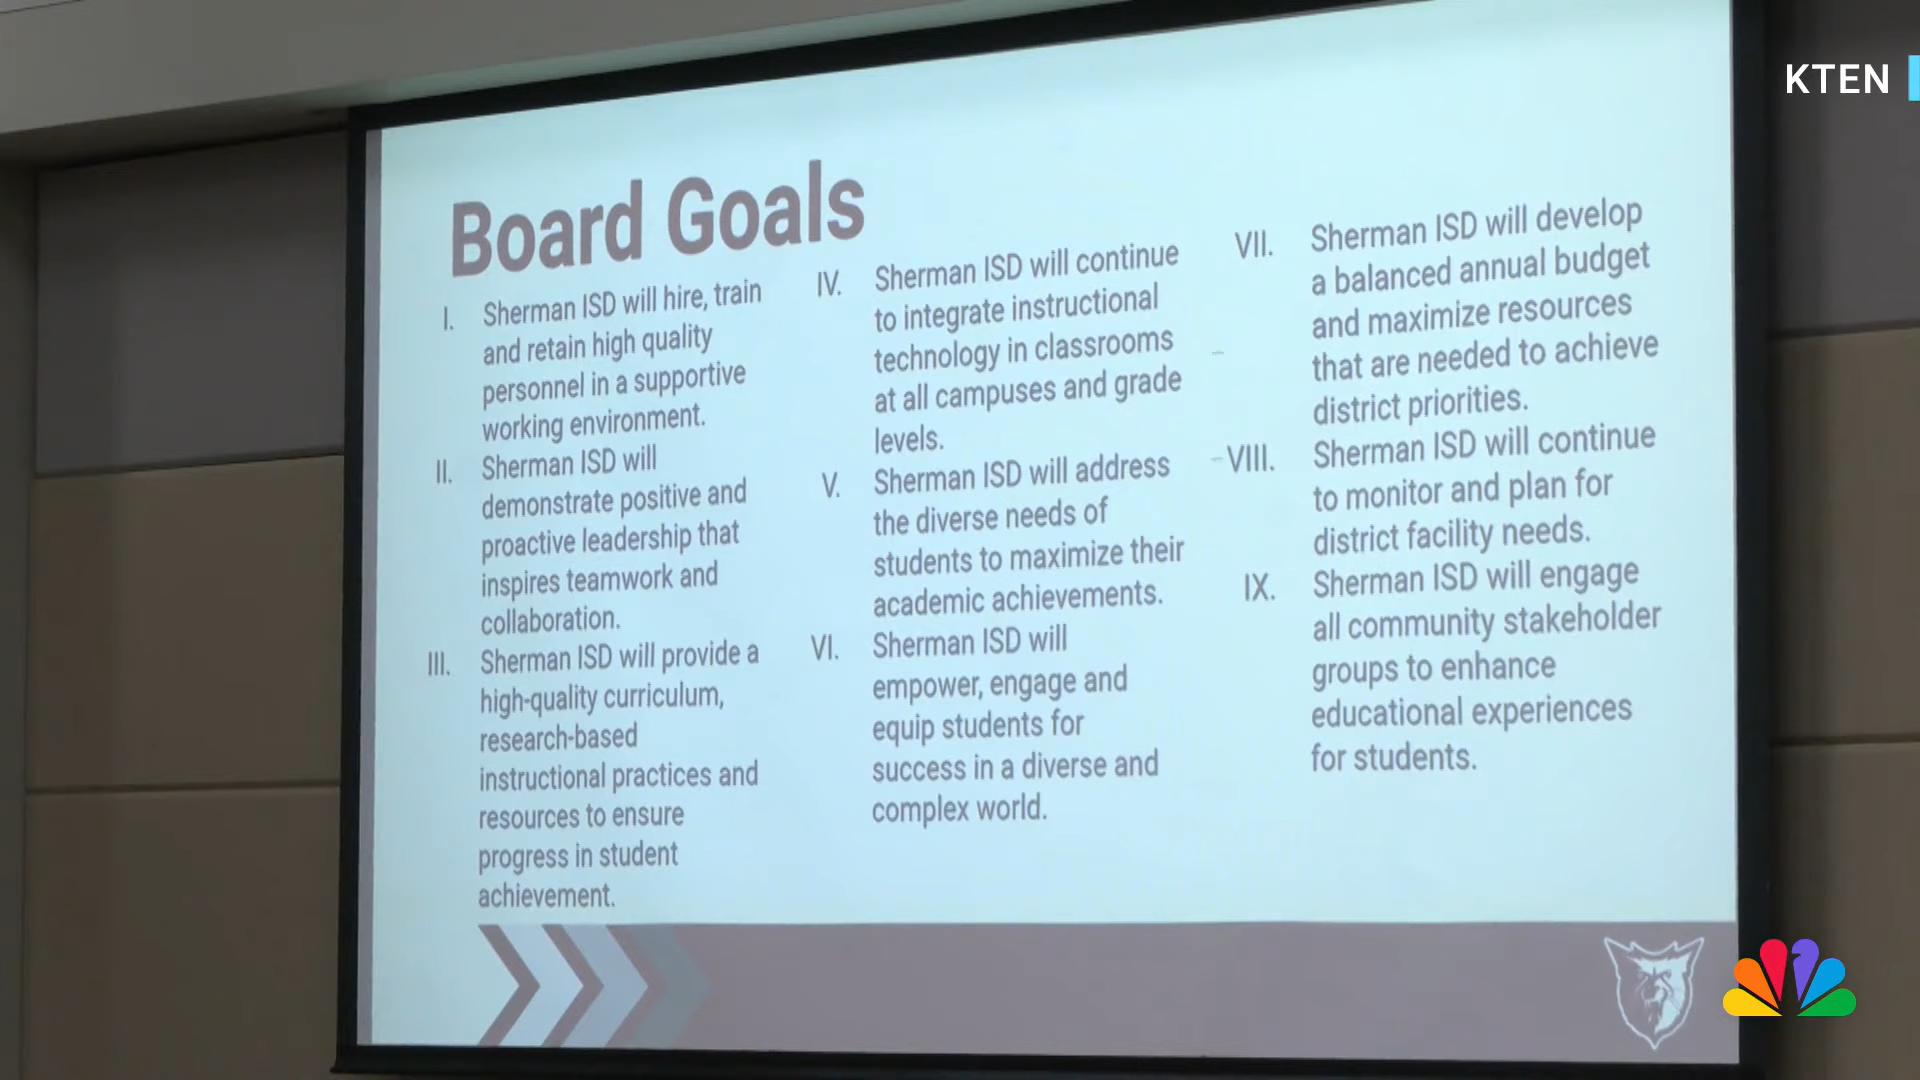 KTEN
Board Goals
I. Sherman ISD will hire, train
and retain high quality
personnel in a supportive
working environment.
II. Sherman ISD will
demonstrate positive and
proactive leadership that
inspires teamwork and
collaboration.
III. Sherman ISD will provide a
high-quality curriculum,
research-based
instructional practices and
resources to ensure
progress in student
achievement.
IV. Sherman ISD will continue
to integrate instructional
technology in classrooms
at all campuses and grade
levels.
V. Sherman ISD will address
the diverse needs of
students to maximize their
academic achievements.
VI. Sherman ISD will
empower, engage and
equip students for
success in a diverse and
complex world.
VII. Sherman ISD will develop
a balanced annual budget
and maximize resources
that are needed to achieve
district priorities.
VIII. Sherman ISD will continue
to monitor and plan for
district facility needs.
IX. Sherman ISD will engage
all community stakeholder
groups to enhance
educational experiences
for students.